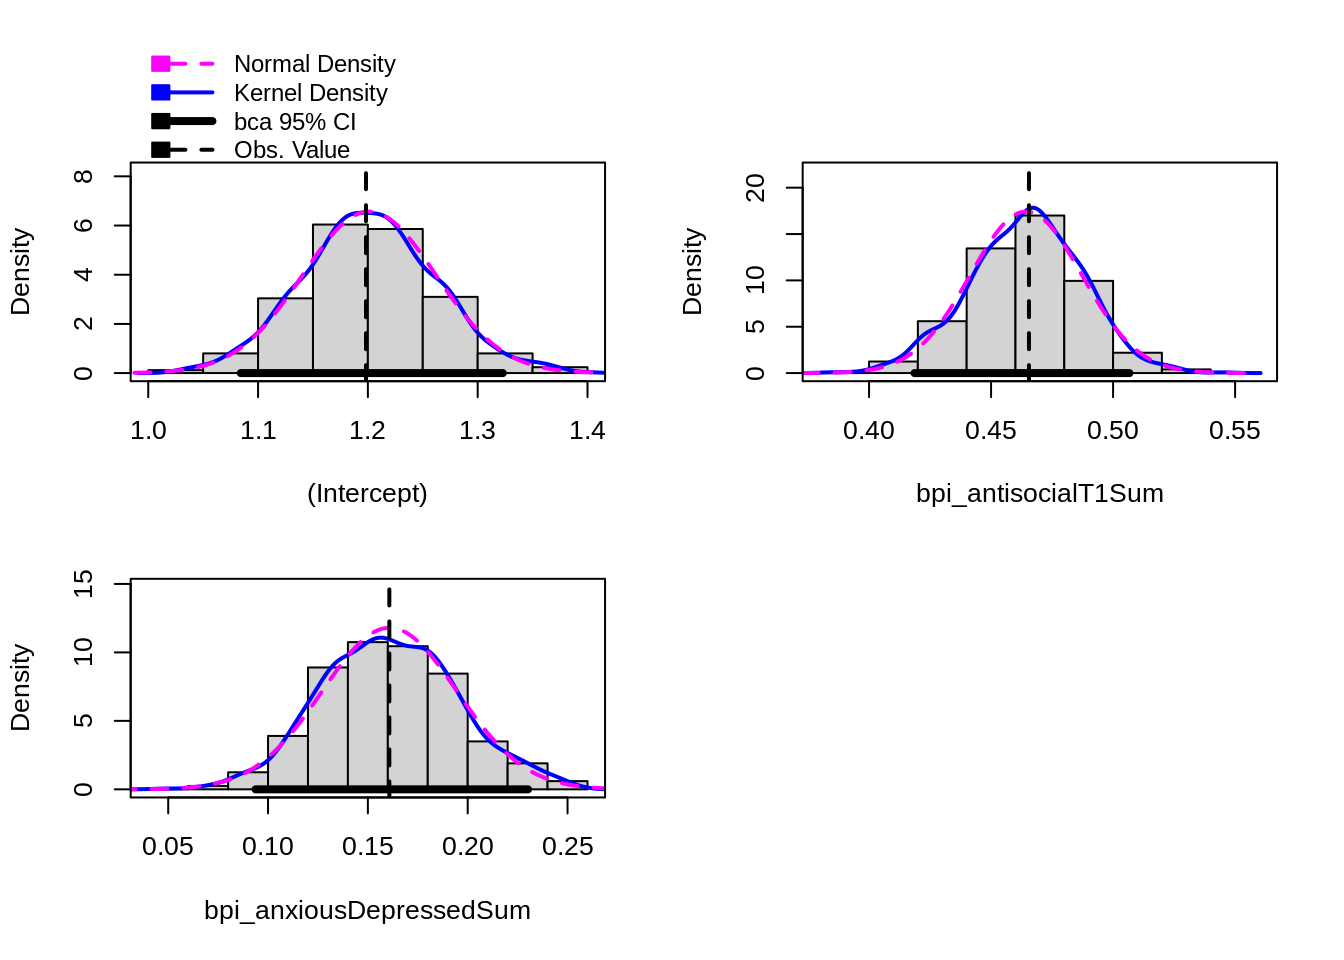 Normal Density
Kernel Density
bca 95% CI
Obs. Value
Density
0 2 4 6 8
1.0 1.1 1.2 1.3 1.4
(Intercept)
Density
0 5 10 20
0.40 0.45 0.50 0.55
bpi_antisocialT1Sum
Density
0 5 10 15
0.05 0.10 0.15 0.20 0.25
bpi_anxiousDepressedSum